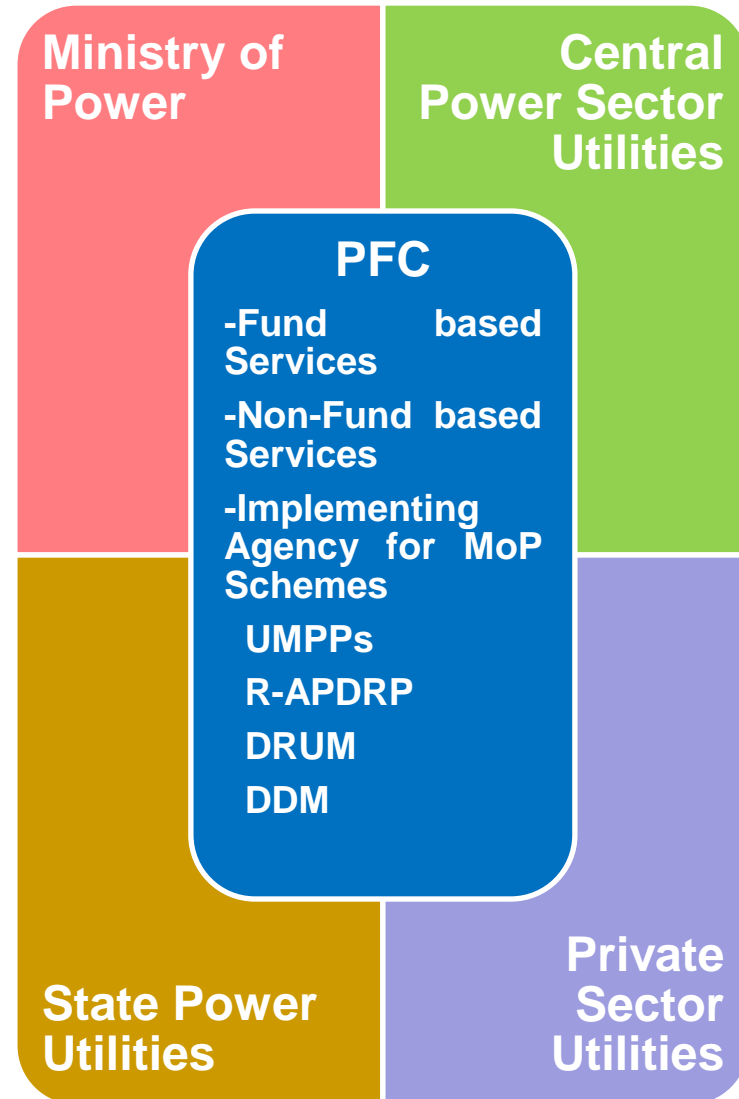 Ministry of
Power
Central
Power Sector
Utilities
PFC
-Fund based
Services
-Non-Fund based
Services
-Implementing
Agency for MoP
Schemes
UMPPs
R-APDRP
DRUM
DDM
State Power
Utilities
Private
Sector
Utilities